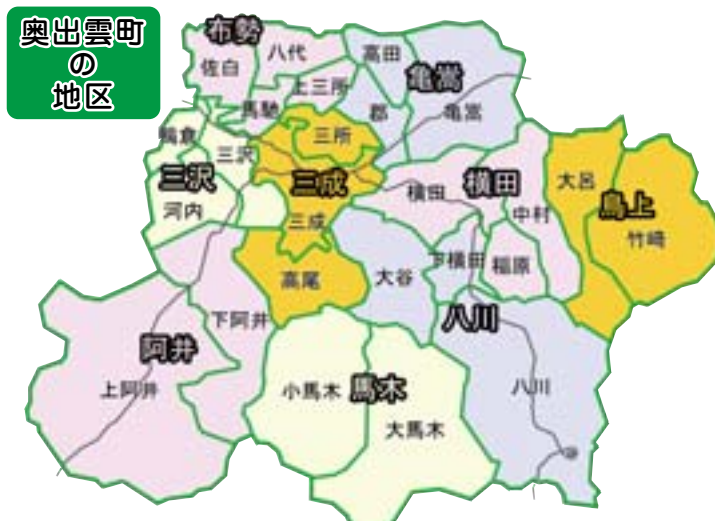 奥出雲町
の
地区
布勢
佐白
八代
上三所
馬馳
高田
亀嵩
郡
亀嵩
鴨倉
三沢
三沢
河内
三所
三成
三成
高尾
横田
横田
中村
稲原
下横田
大呂
鳥上
竹崎
大谷
八川
八川
阿井
下阿井
上阿井
馬木
小馬木
大馬木